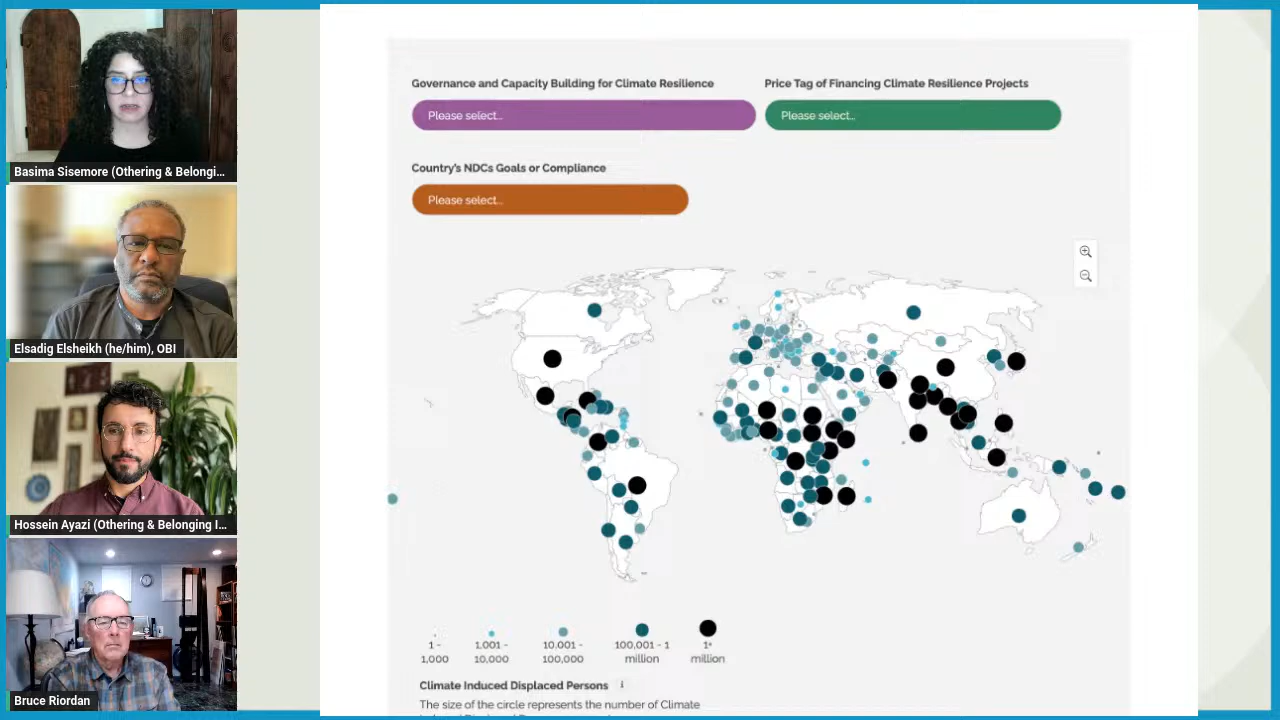 Basima Sisemore (Othering & Belongi...
Elsadig Elsheikh (he/him), OBI
Hossein Ayazi (Othering & Belonging I...
Bruce Riordan
Governance and Capacity Building for Climate Resilience
Please select...
Price Tag of Financing Climate Resilience Projects
Please select...
Country's NDCs Goals or Compliance
Please select...
1 - 1,000
1,001 - 10,000
10,001 - 100,000
100,001 - 1 million
1+ million
Climate Induced Displaced Persons i
The size of the circle represents the number of Climate